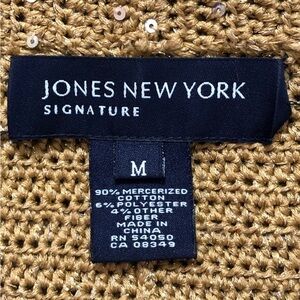 JONES NEW YORK
SIGNATURE
M
90% MERCERIZED
COTTON
6% POLYESTER
4% OTHER
FIBER
MADE IN
CHINA
RN 54050
CA 08349